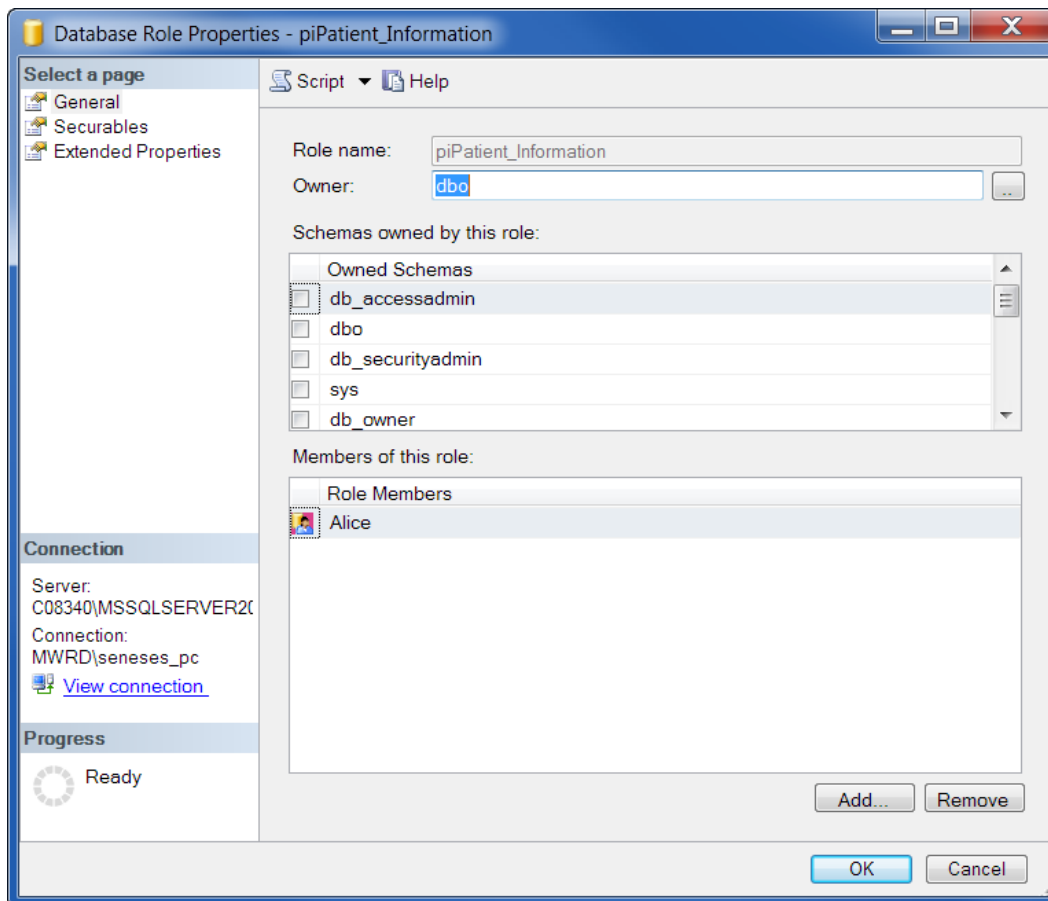 Database Role Properties - piPatient_Information
Select a page
General
Securables
Extended Properties
Script Help
Role name: piPatient_Information
Owner: dbo
..
Schemas owned by this role:
Owned Schemas
db_accessadmin
dbo
db_securityadmin
sys
db_owner
Members of this role:
Role Members
Alice
Connection
Server:
C08340\MSSQLSERVER20
Connection:
MWRD\seneses_pc
View connection
Progress
Ready
Add... Remove
OK Cancel